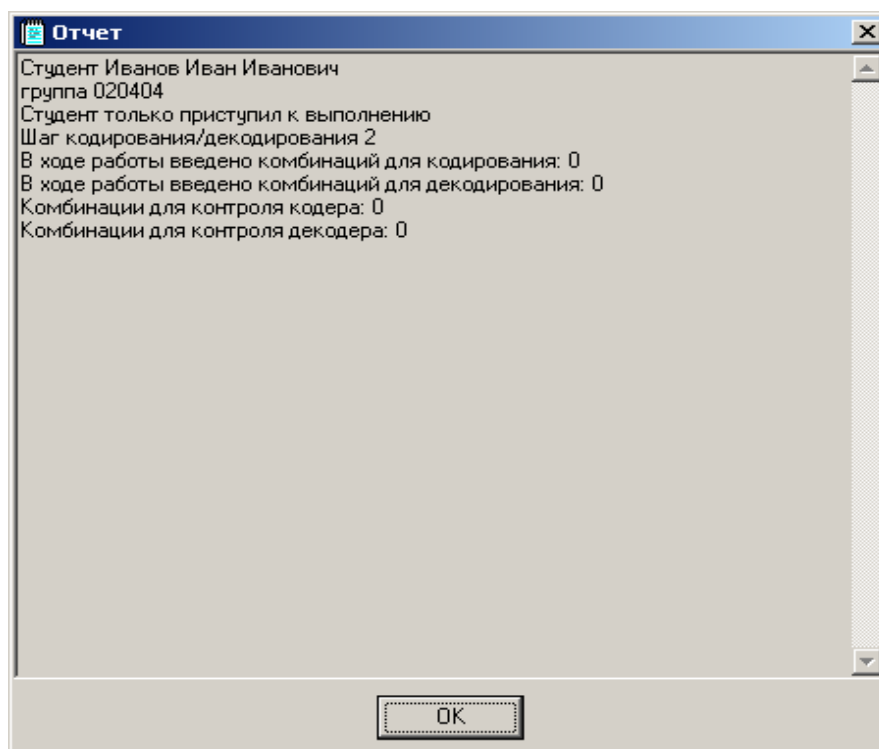 Отчет
Студент Иванов Иван Иванович
группа 020404
Студент только приступил к выполнению
Шаг кодирования/декодирования 2
В ходе работы введено комбинаций для кодирования: 0
В ходе работы введено комбинаций для декодирования: 0
Комбинации для контроля кодера: 0
Комбинации для контроля декодера: 0
OK